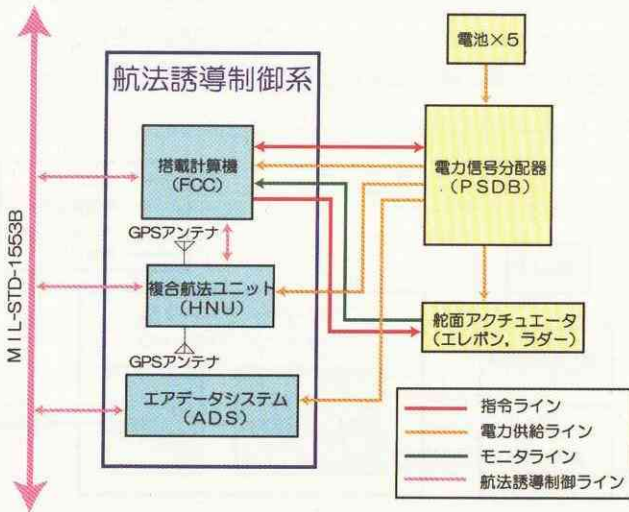 MIL-STD-1553B
航法誘導制御系
搭載計算機
(FCC)
GPSアンテナ
複合航法ユニット
(HNU)
GPSアンテナ
エアデータシステム
(ADS)
電池×5
電力信号分配器
(PSDB)
舵面アクチュエータ
(エレボン,ラダー)
指令ライン
電力供給ライン
モニタライン
航法誘導制御ライン